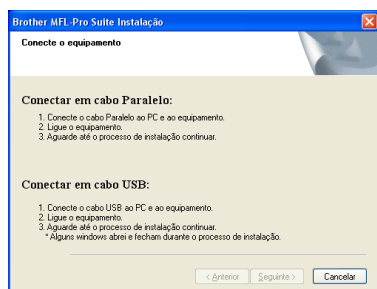 Brother MFL-Pro Suite Instalação
Conecte o equipamento
Conectar em cabo Paralelo:
1. Conecte o cabo Paralelo ao PC e ao equipamento.
2. Ligue o equipamento.
3. Aguarde até o processo de instalação continuar.
Conectar em cabo USB:
1. Conecte o cabo USB ao PC e ao equipamento.
2. Ligue o equipamento.
3. Aguarde até o processo de instalação continuar.
* Alguns windows abrei e fecham durante o processo de instalação.
< Anterior Seguinte > Cancelar